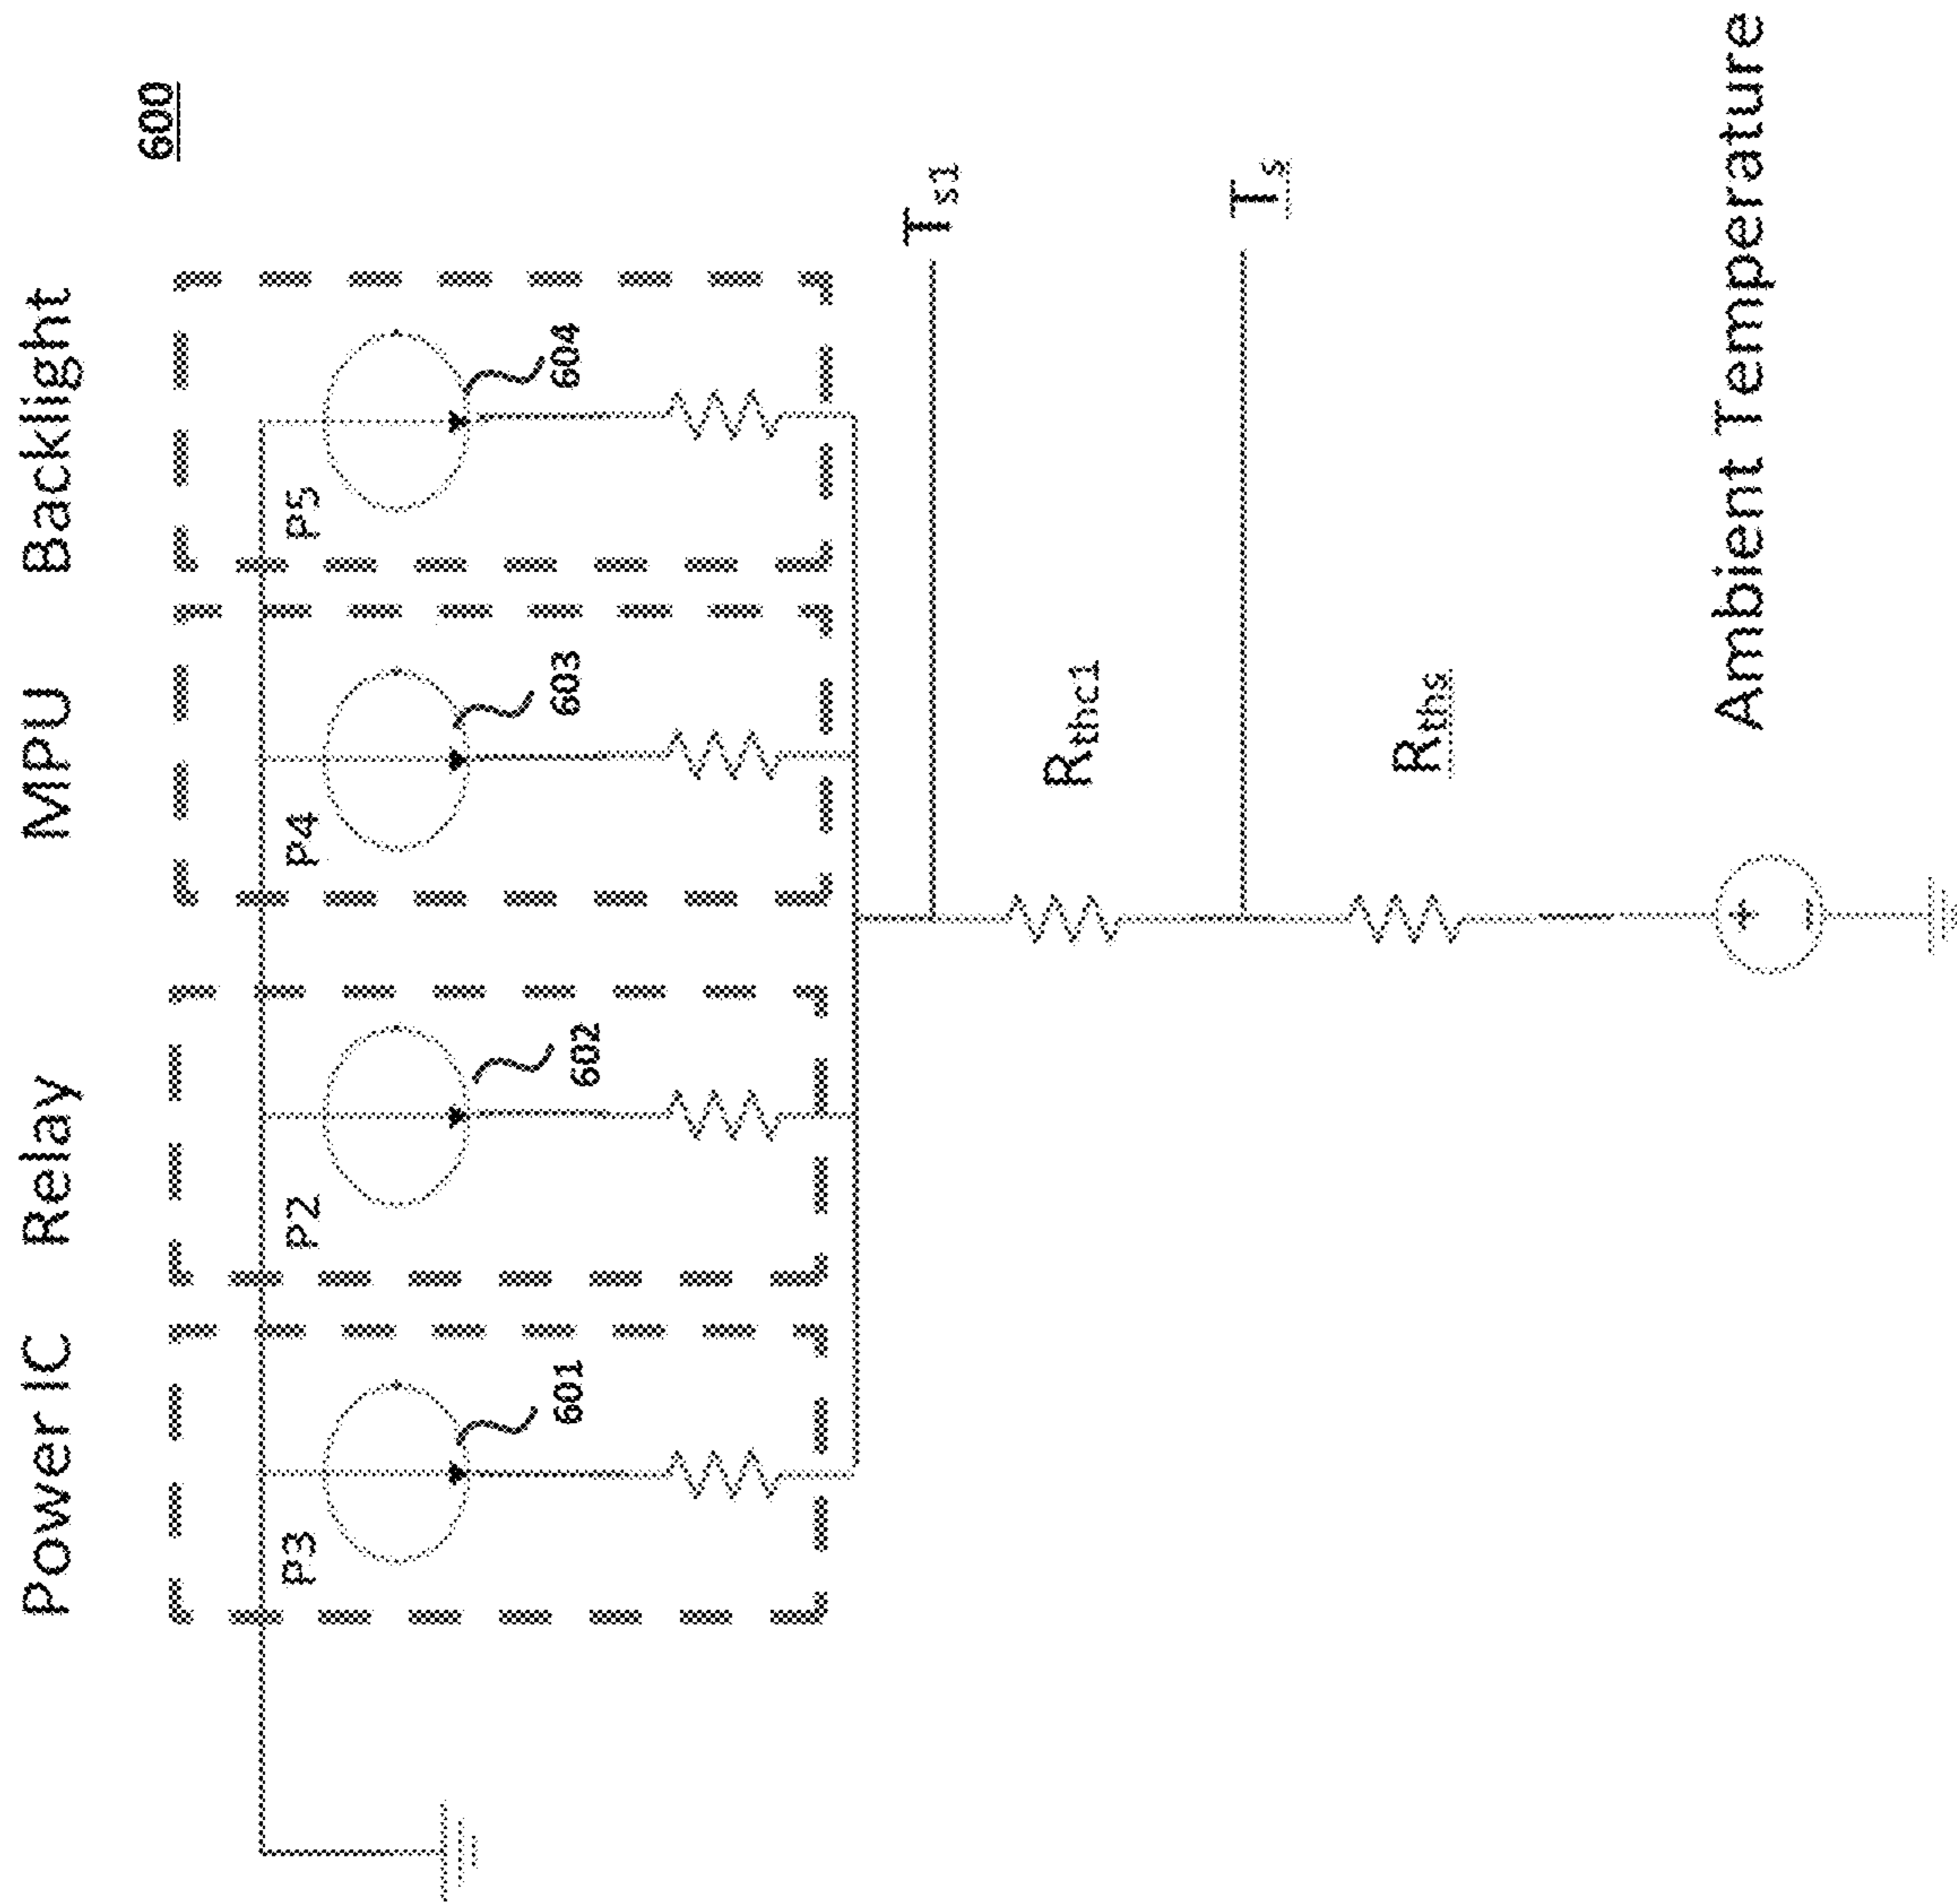 600
Power IC
Relay
MPU
Backlight
P3
P2
P4
P5
601
602
603
604
Ts1
Rthc1
Ts
Rths
+
-
Ambient Temperature